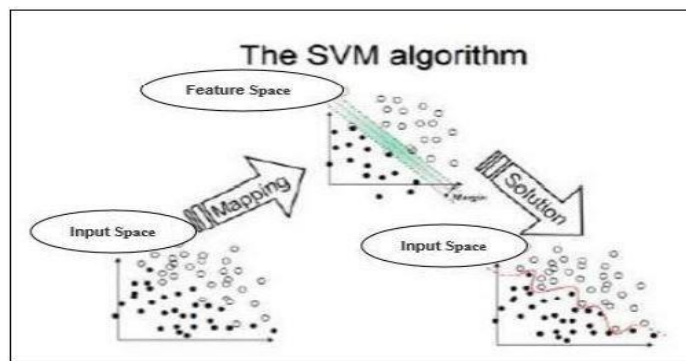 The SVM algorithm
Feature Space
Mapping
Margin
Solution
Input Space
Input Space